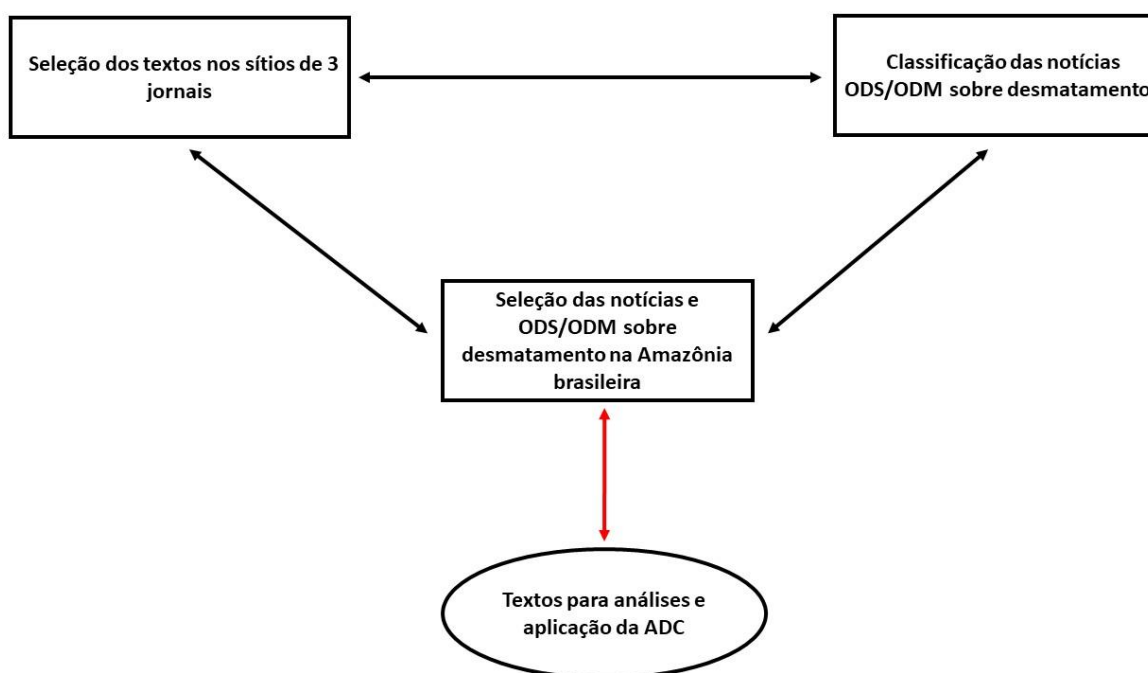 Seleção dos textos nos sítios de 3
jornais
Classificação das notícias
ODS/ODM sobre desmatamento
Seleção das notícias e
ODS/ODM sobre
desmatamento na Amazônia
brasileira
Textos para análises e
aplicação da ADC